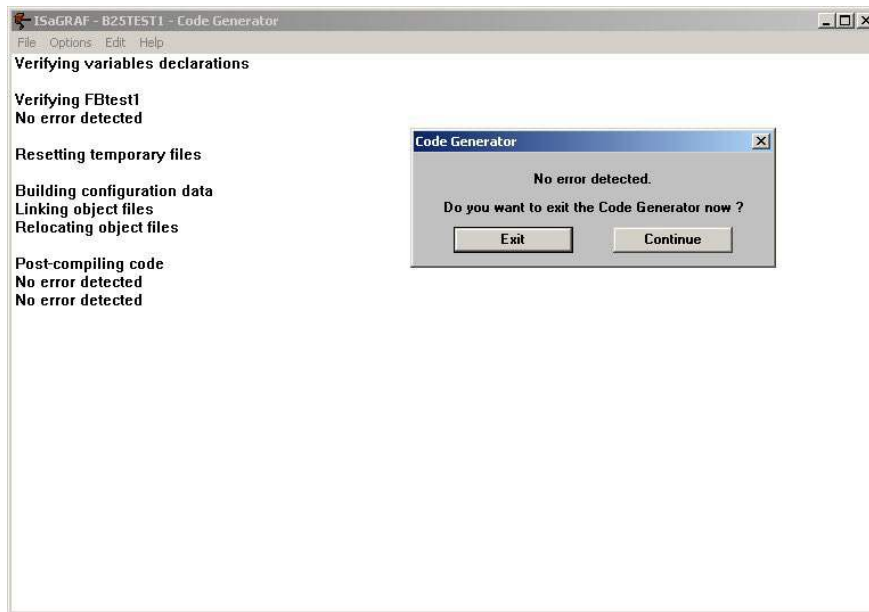 ISaGRAF - B25TEST1 - Code Generator
File Options Edit Help
Verifying variables declarations
Verifying FBtest1
No error detected
Resetting temporary files
Building configuration data
Linking object files
Relocating object files
Post-compiling code
No error detected
No error detected
Code Generator
No error detected.
Do you want to exit the Code Generator now ?
Exit Continue